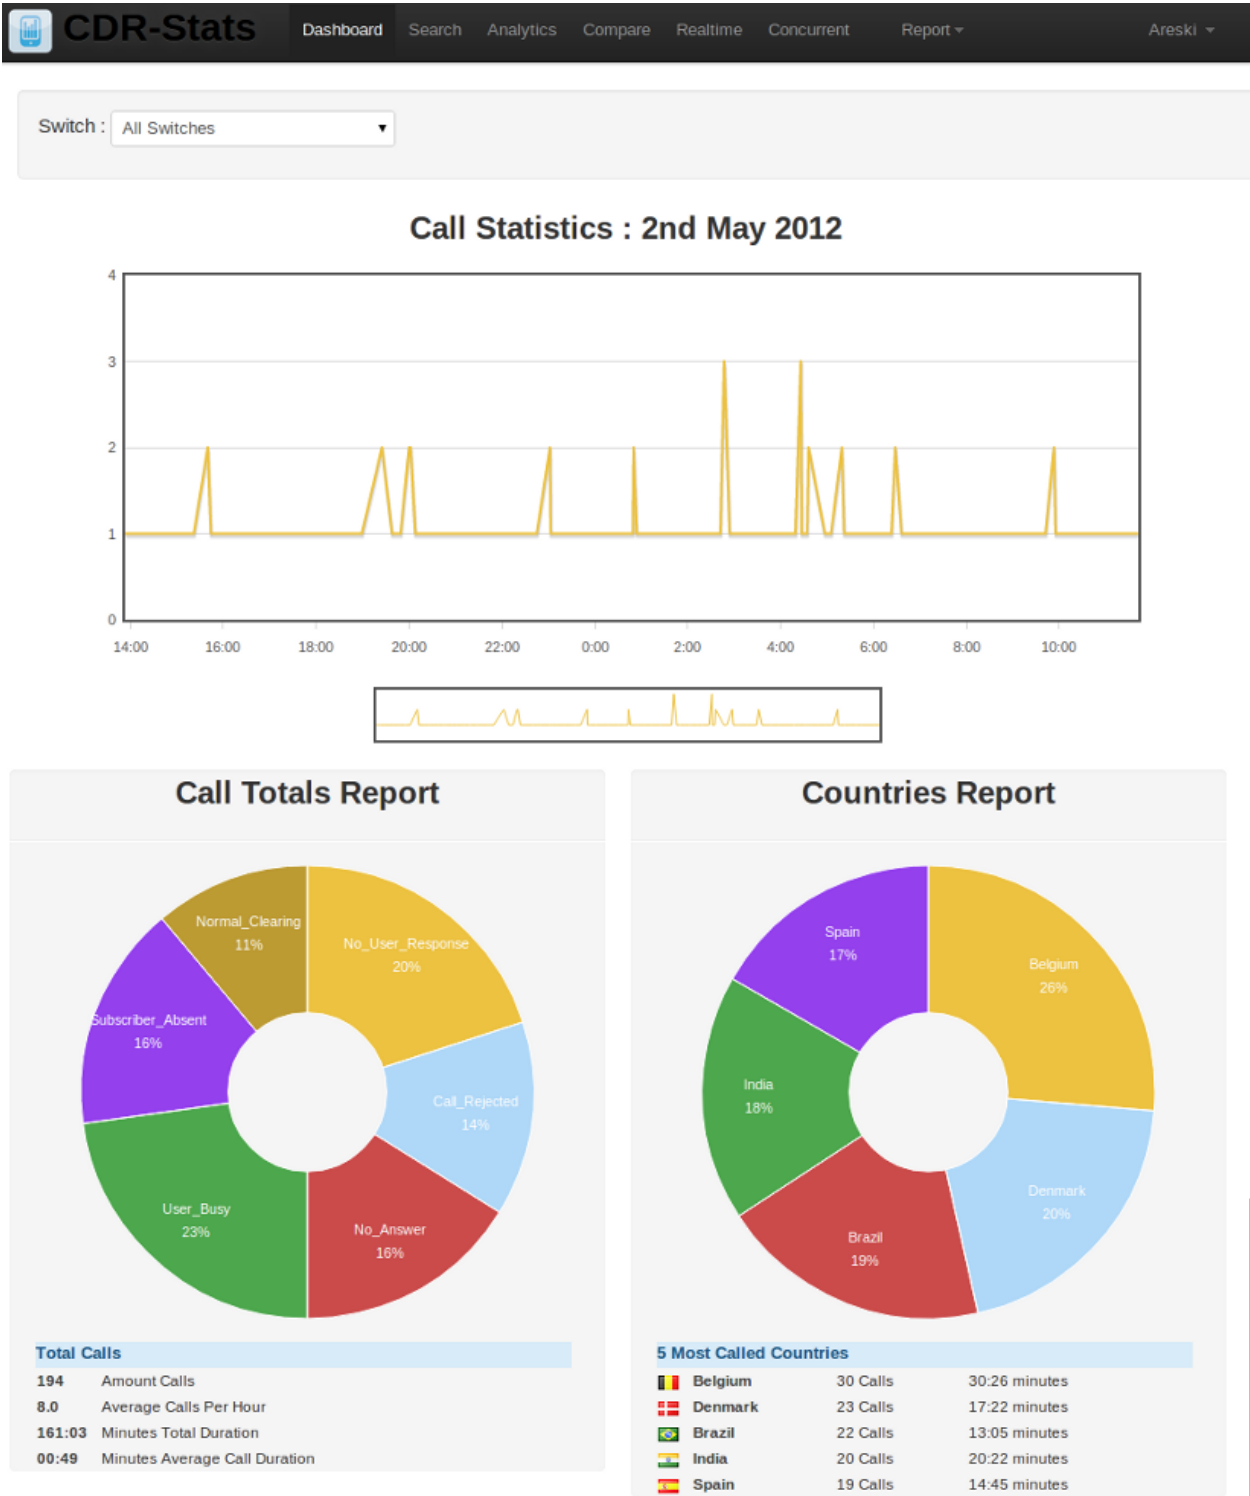 CDR-Stats Dashboard Search Analytics Compare Realtime Concurrent Report Areski
Switch : All Switches
Call Statistics : 2nd May 2012
4
3
2
1
0
14:00 16:00 18:00 20:00 22:00 0:00 2:00 4:00 6:00 8:00 10:00
Call Totals Report
Normal_Clearing
11%
No_User_Response
20%
Subscriber_Absent
16%
Call_Rejected
14%
User_Busy
23%
No_Answer
16%
Total Calls
194 Amount Calls
8.0 Average Calls Per Hour
161:03 Minutes Total Duration
00:49 Minutes Average Call Duration
Countries Report
Spain
17%
Belgium
26%
India
18%
Denmark
20%
Brazil
19%
5 Most Called Countries
Belgium 30 Calls 30:26 minutes
Denmark 23 Calls 17:22 minutes
Brazil 22 Calls 13:05 minutes
India 20 Calls 20:22 minutes
Spain 19 Calls 14:45 minutes